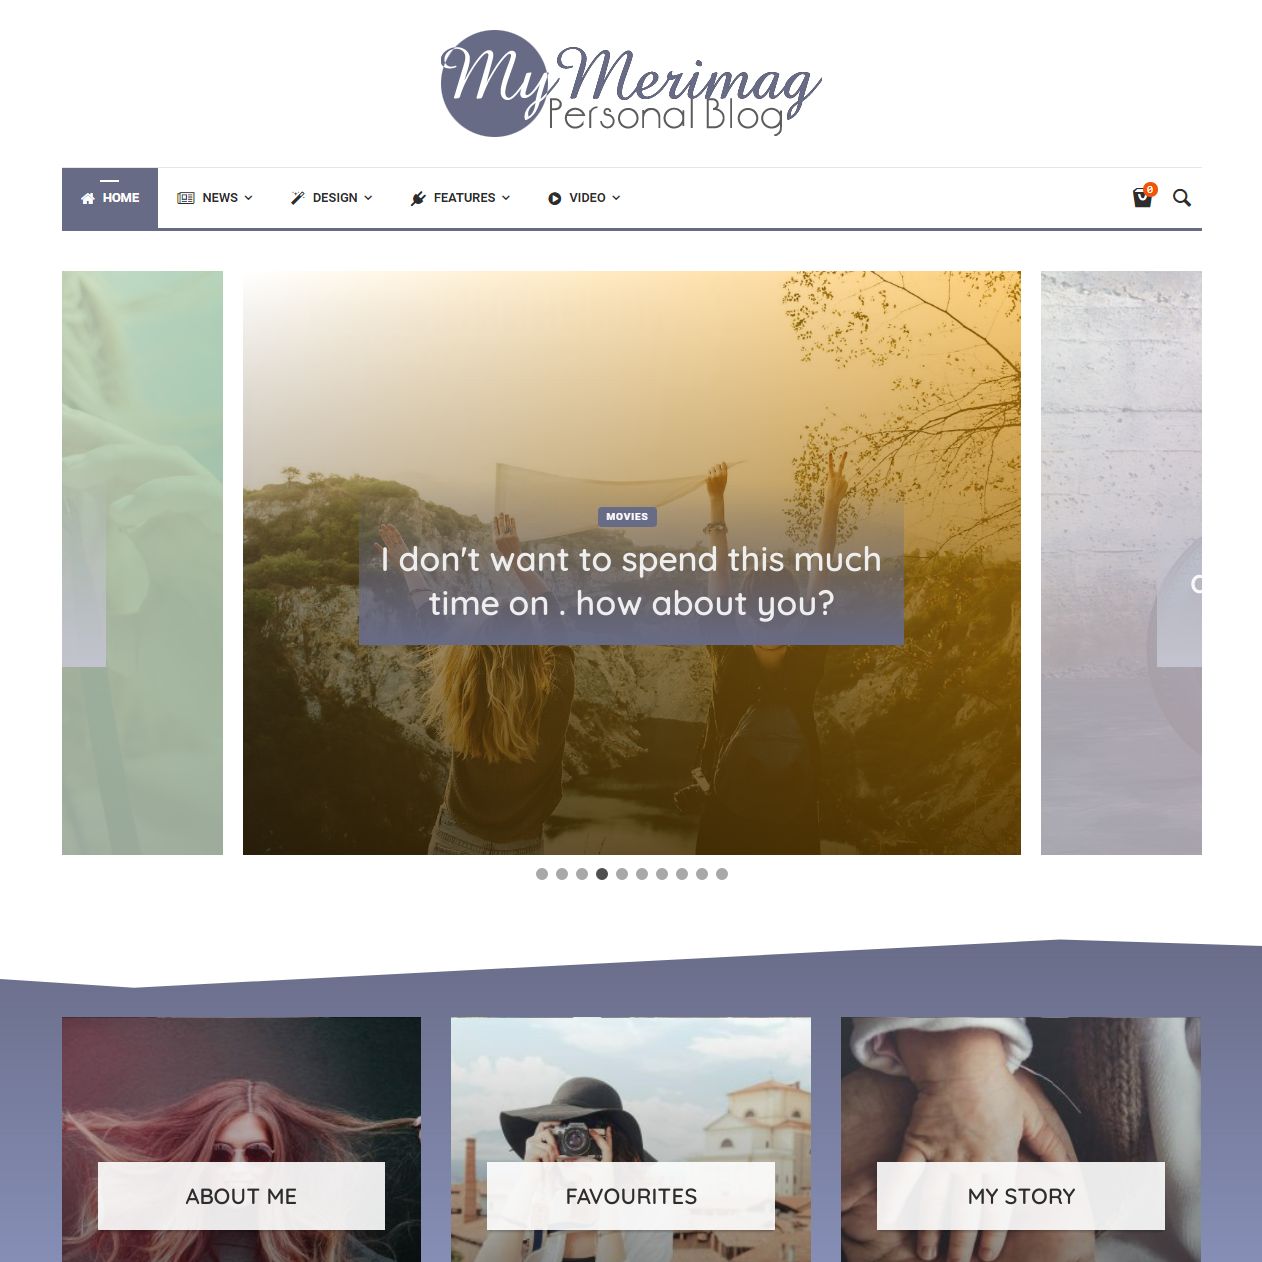 My Merimag
Personal Blog
HOME
NEWS
DESIGN
FEATURES
VIDEO
0
MOVIES
I don't want to spend this much
time on . how about you?
ABOUT ME
FAVOURITES
MY STORY